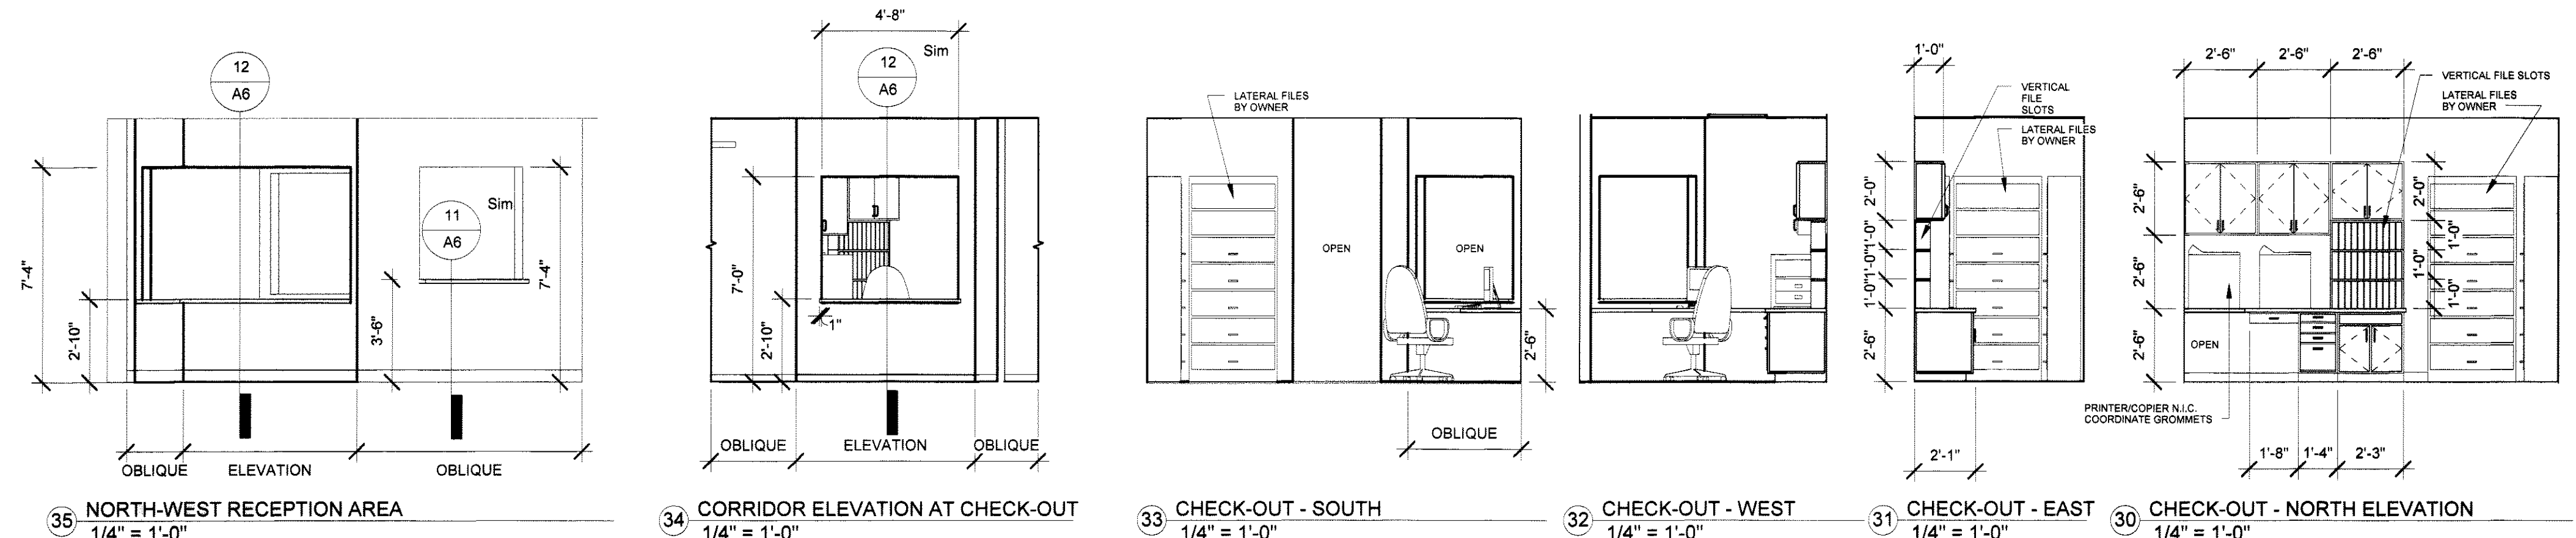 12
A6
7'-4"
2'-10"
11
A6
Sim
3'-6"
7'-4"
OBLIQUE
ELEVATION
OBLIQUE
35 NORTH-WEST RECEPTION AREA
1/4" = 1'-0"
4'-8"
Sim
12
A6
7'-0"
2'-10"
1"
OBLIQUE
ELEVATION
OBLIQUE
34 CORRIDOR ELEVATION AT CHECK-OUT
1/4" = 1'-0"
LATERAL FILES
BY OWNER
OPEN
OPEN
2'-6"
OBLIQUE
33 CHECK-OUT - SOUTH
1/4" = 1'-0"
32 CHECK-OUT - WEST
1/4" = 1'-0"
1'-0"
VERTICAL
FILE
SLOTS
LATERAL FILES
BY OWNER
2'-0"
1'-0"
1'-0"
1'-0"
2'-6"
2'-1"
31 CHECK-OUT - EAST
1/4" = 1'-0"
2'-6"
2'-6"
2'-6"
VERTICAL FILE SLOTS
LATERAL FILES
BY OWNER
2'-6"
2'-6"
2'-6"
2'-0"
1'-0"
1'-0"
1'-0"
OPEN
PRINTER/COPIER N.I.C.
COORDINATE GROMMETS
1'-8"
1'-4"
2'-3"
30 CHECK-OUT - NORTH ELEVATION
1/4" = 1'-0"